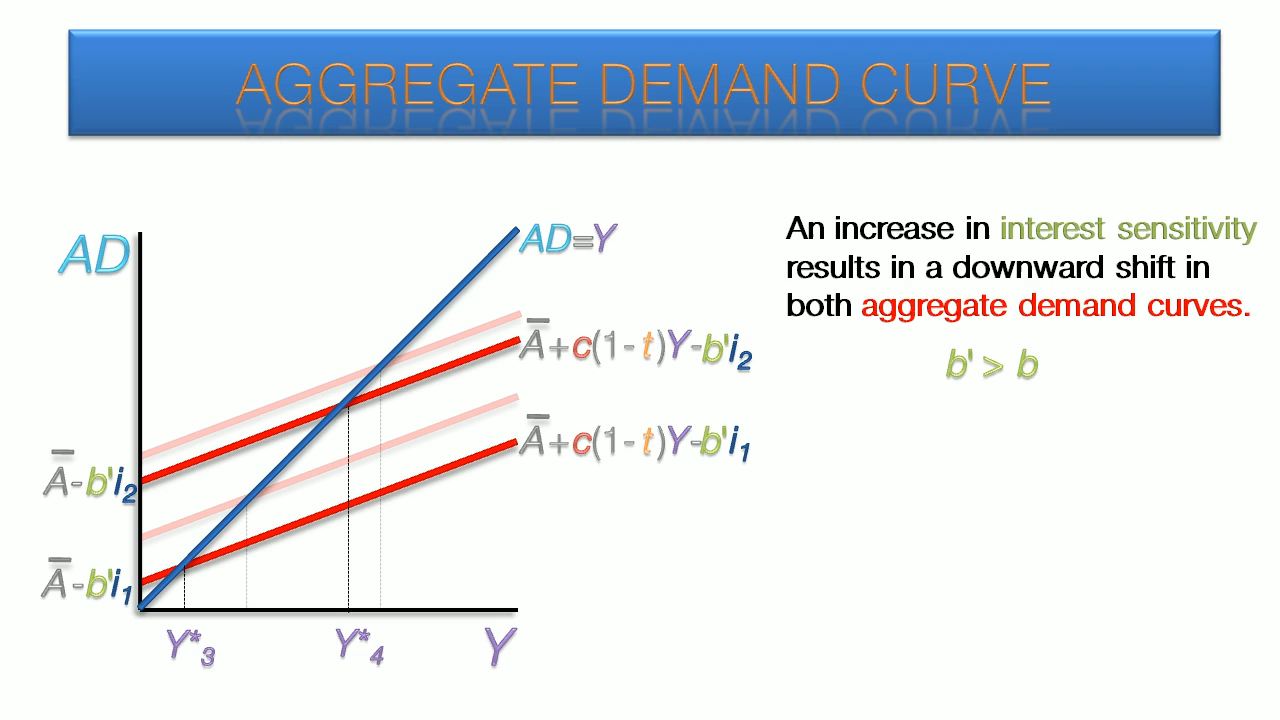 AGGREGATE DEMAND CURVE
An increase in interest sensitivity
results in a downward shift in
both aggregate demand curves.
b' > b
AD
AD=Y
A̅+c(1-t)Y-b'i₂
A̅+c(1-t)Y-b'i₁
A̅-b'i₂
A̅-b'i₁
Y*₃
Y*₄
Y